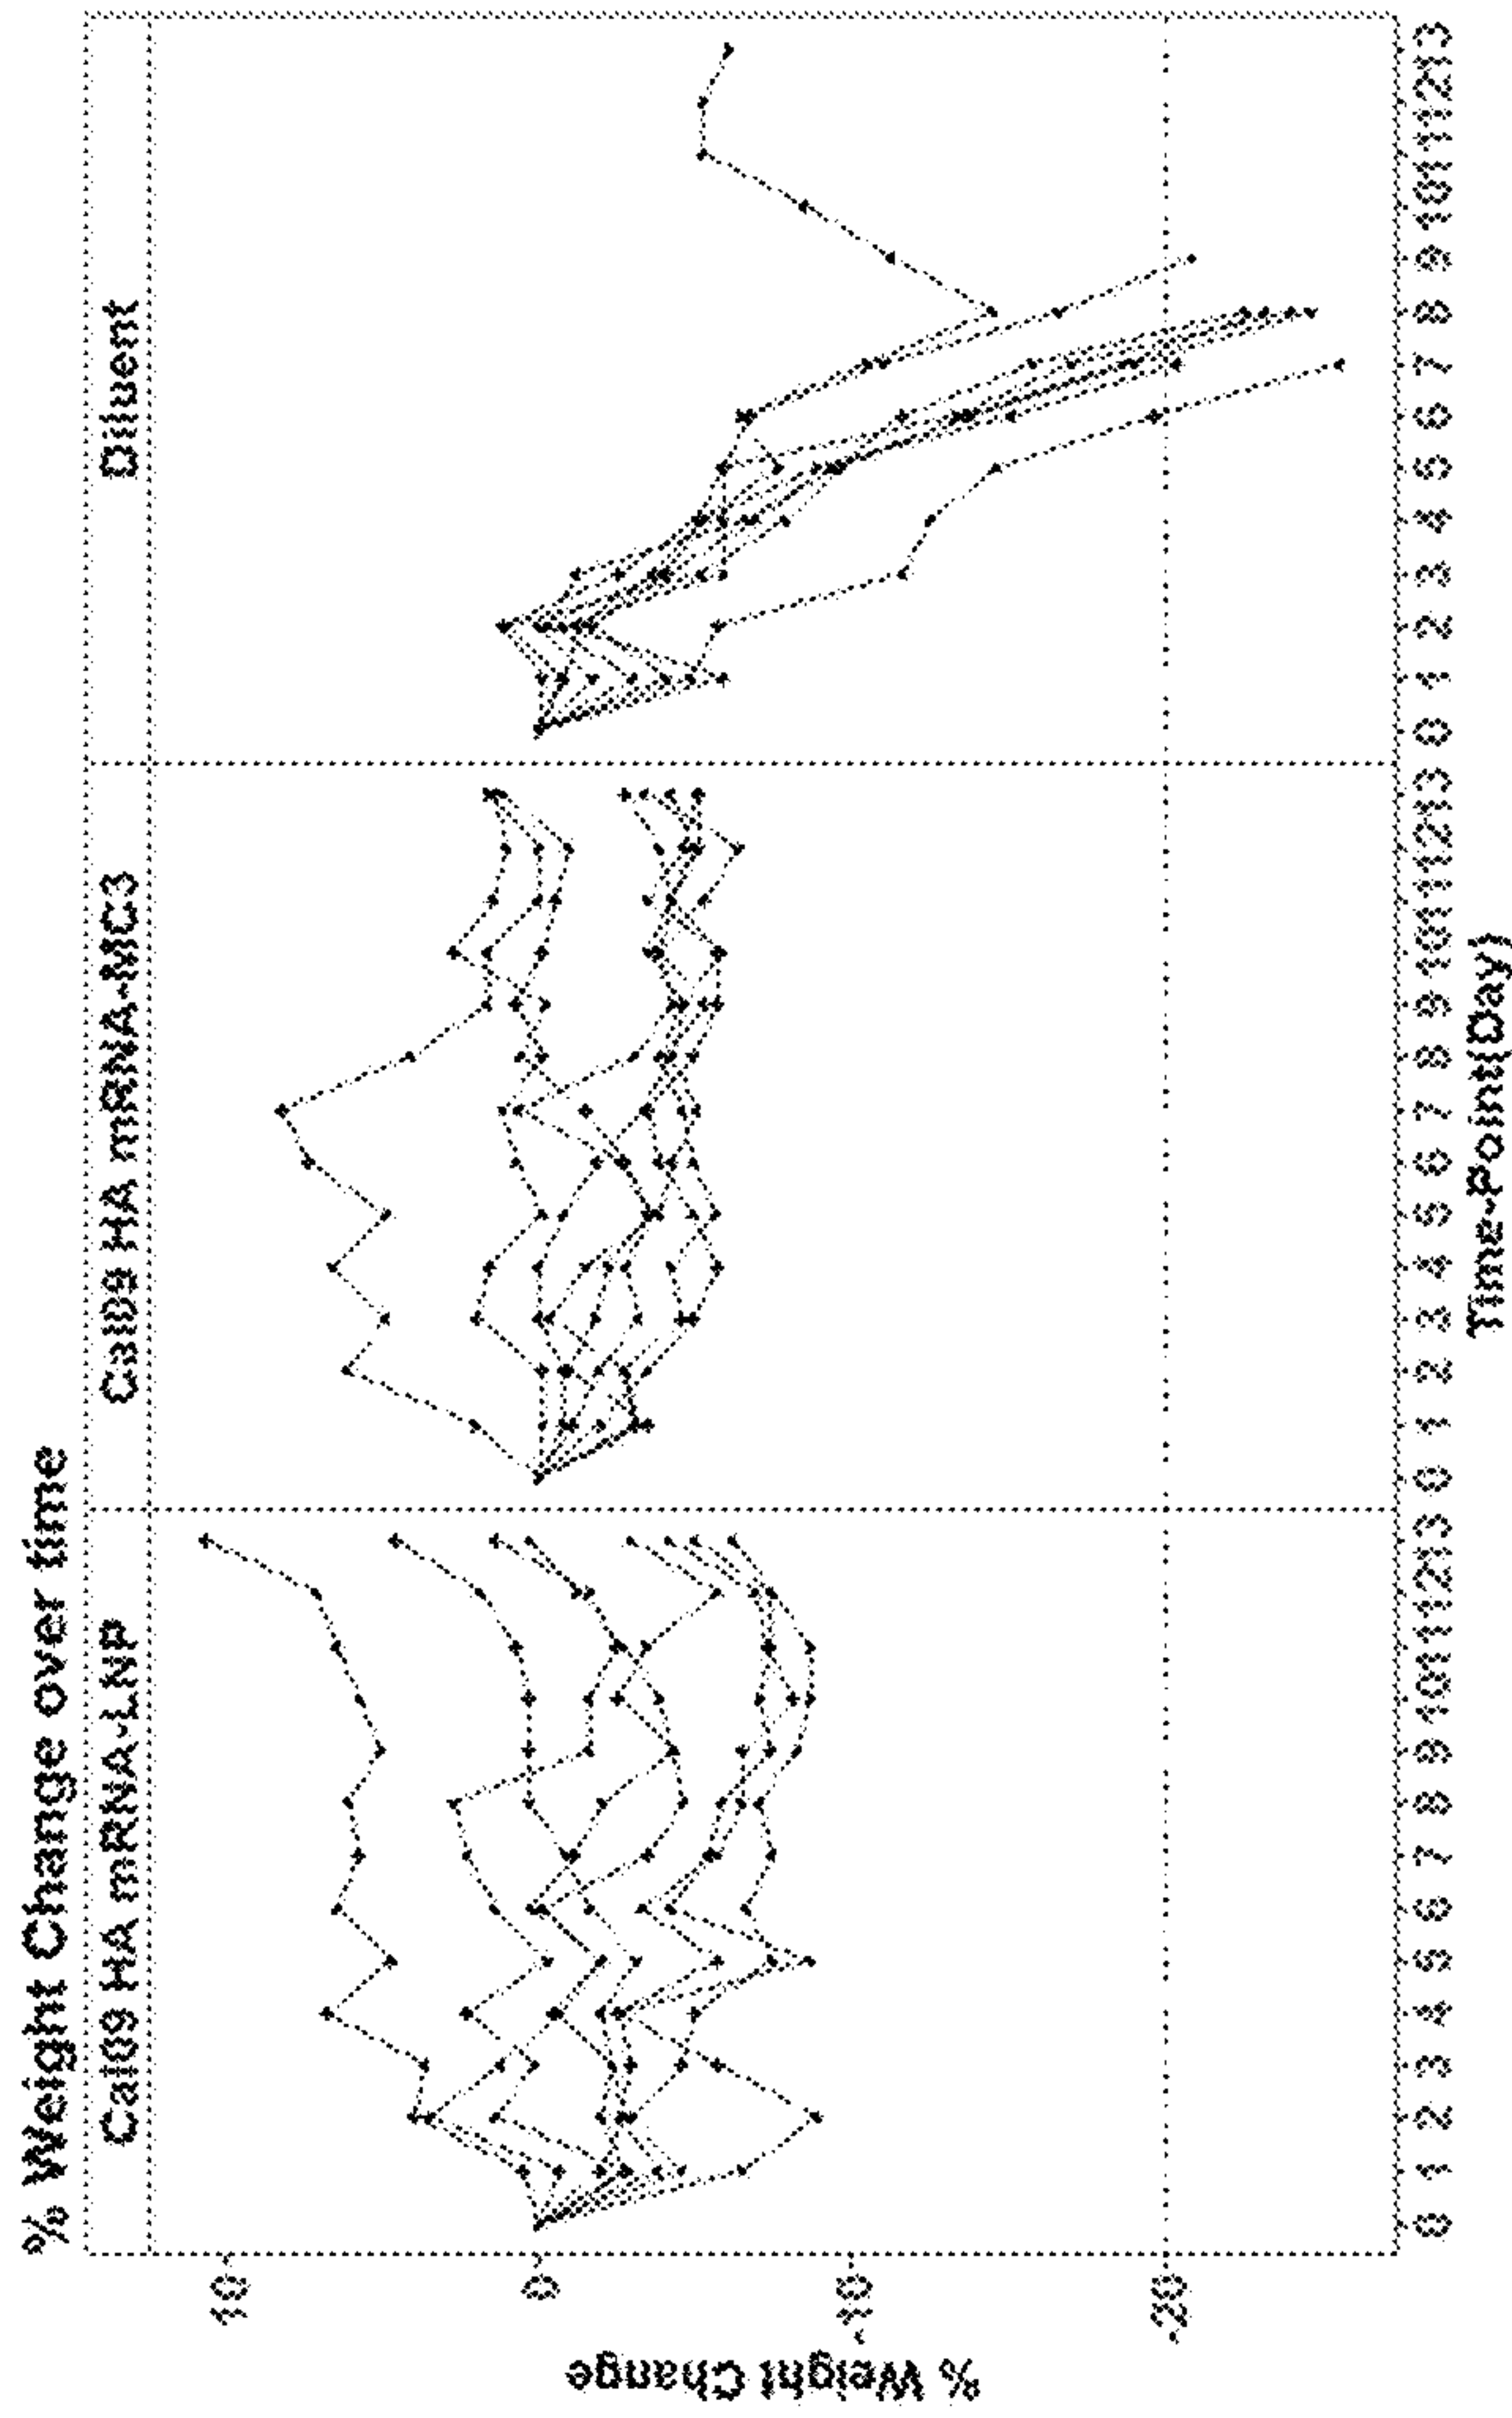 % Weight Change over time
Cal09 HA mRNA-LNP
Cal09 HA mRNA-MC3
Diluent
10
0
-10
-20
% Weight Change
0 1 2 3 4 5 6 7 8 9 10 11 12 13
0 1 2 3 4 5 6 7 8 9 10 11 12 13
0 1 2 3 4 5 6 7 8 9 10 11 12 13
Time-Point(Day)